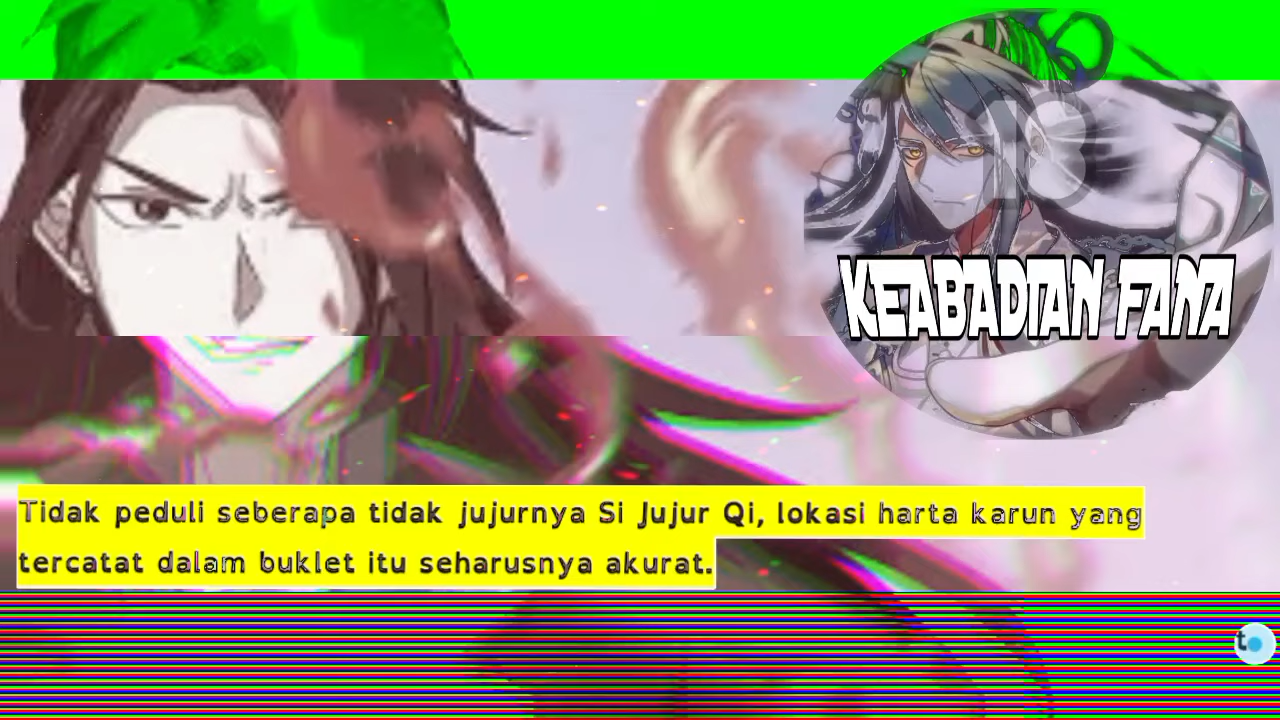 KEABADIAN FANA
Tidak peduli seberapa tidak jujurnya Si Jujur Qi, lokasi harta karun yang
tercatat dalam buklet itu seharusnya akurat.
to